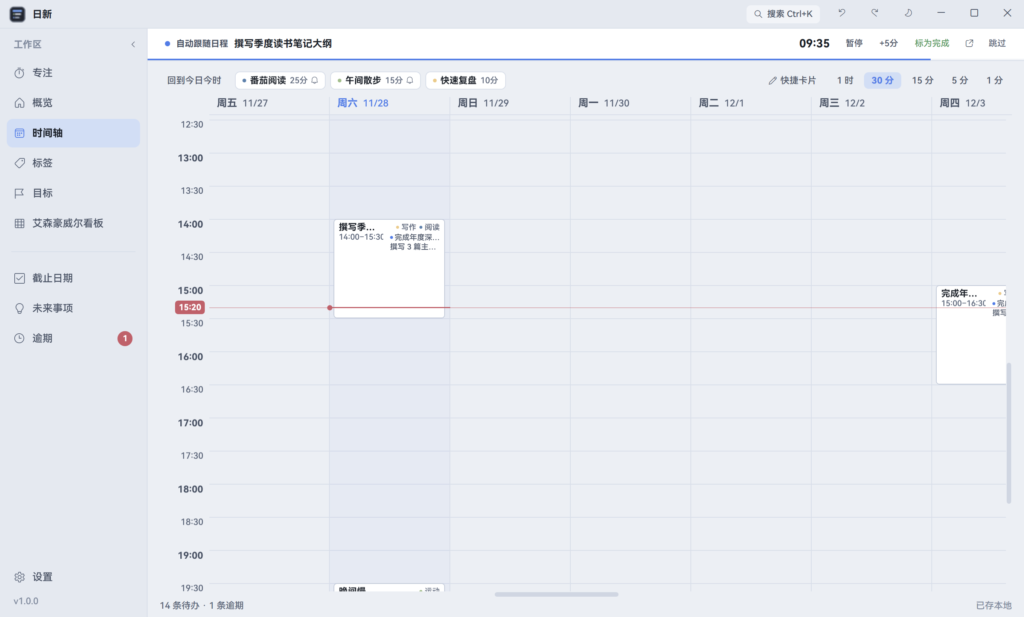 日新
搜索 Ctrl+K
工作区
专注
概览
时间轴
标签
目标
艾森豪威尔看板
截止日期
未来事项
逾期
1
设置
v1.0.0
自动跟随日程 撰写季度读书笔记大纲
09:35 暂停 +5分 标为完成 跳过
回到今日今时 番茄阅读 25分 午间散步 15分 快速复盘 10分
快捷卡片 1 时 30 分 15 分 5 分 1 分
周五 11/27 周六 11/28 周日 11/29 周一 11/30 周二 12/1 周三 12/2 周四 12/3
12:30
13:00
13:30
14:00
撰写季... 写作 阅读
14:00–15:30 完成年度深...
撰写 3 篇主...
14:30
15:00
完成年...
15:00–16:30 完
撰写
15:20
15:30
16:00
16:30
17:00
17:30
18:00
18:30
19:00
19:30
14 条待办 · 1 条逾期
已存本地